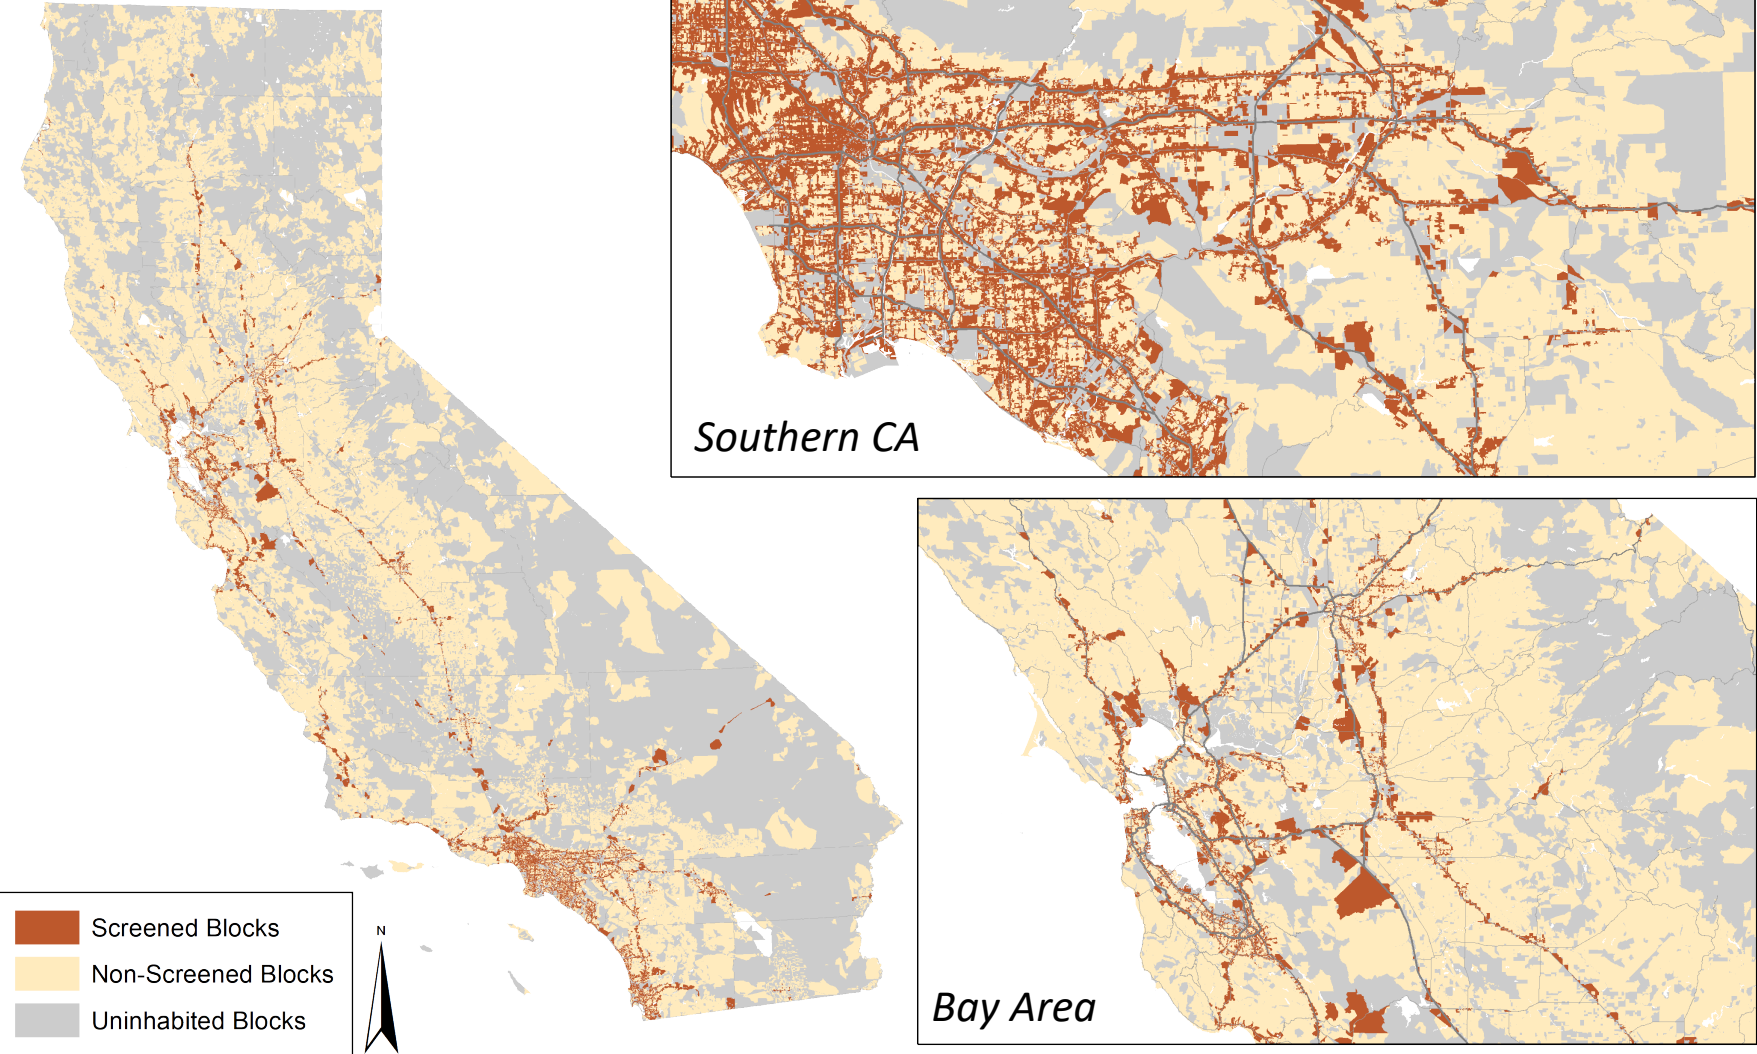 Southern CA
Bay Area
Screened Blocks
Non-Screened Blocks
Uninhabited Blocks
N